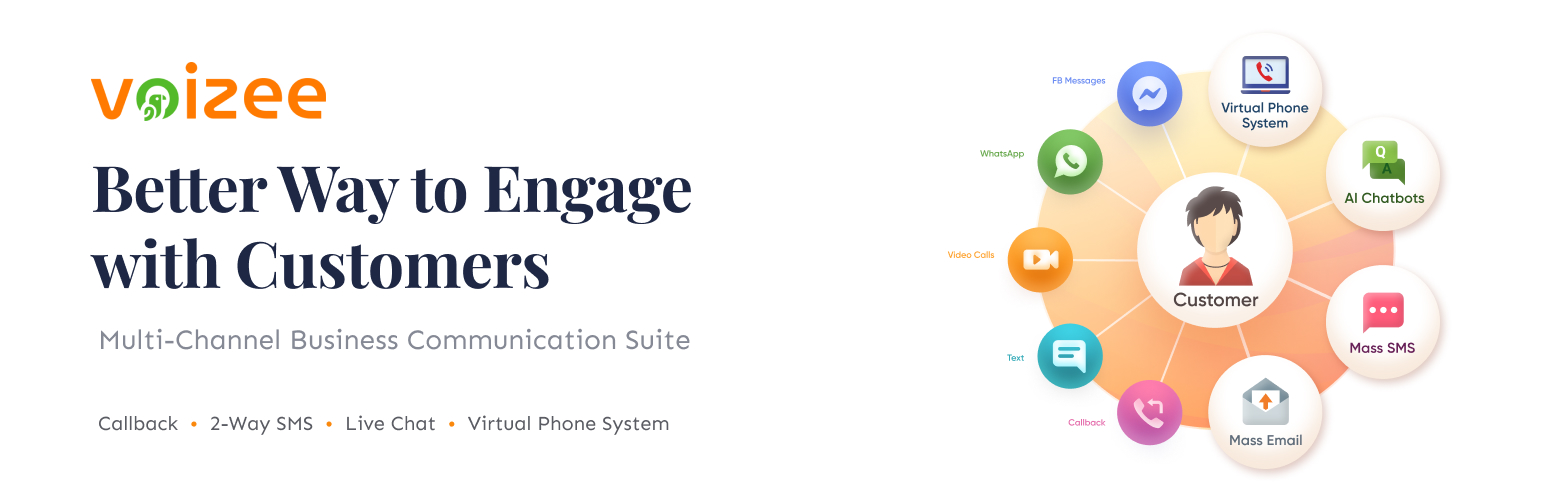 voizee
Better Way to Engage
with Customers
Multi-Channel Business Communication Suite
Callback • 2-Way SMS • Live Chat • Virtual Phone System
FB Messages
WhatsApp
Video Calls
Text
Callback
Customer
Virtual Phone
System
Q
A
AI Chatbots
Mass SMS
Mass Email